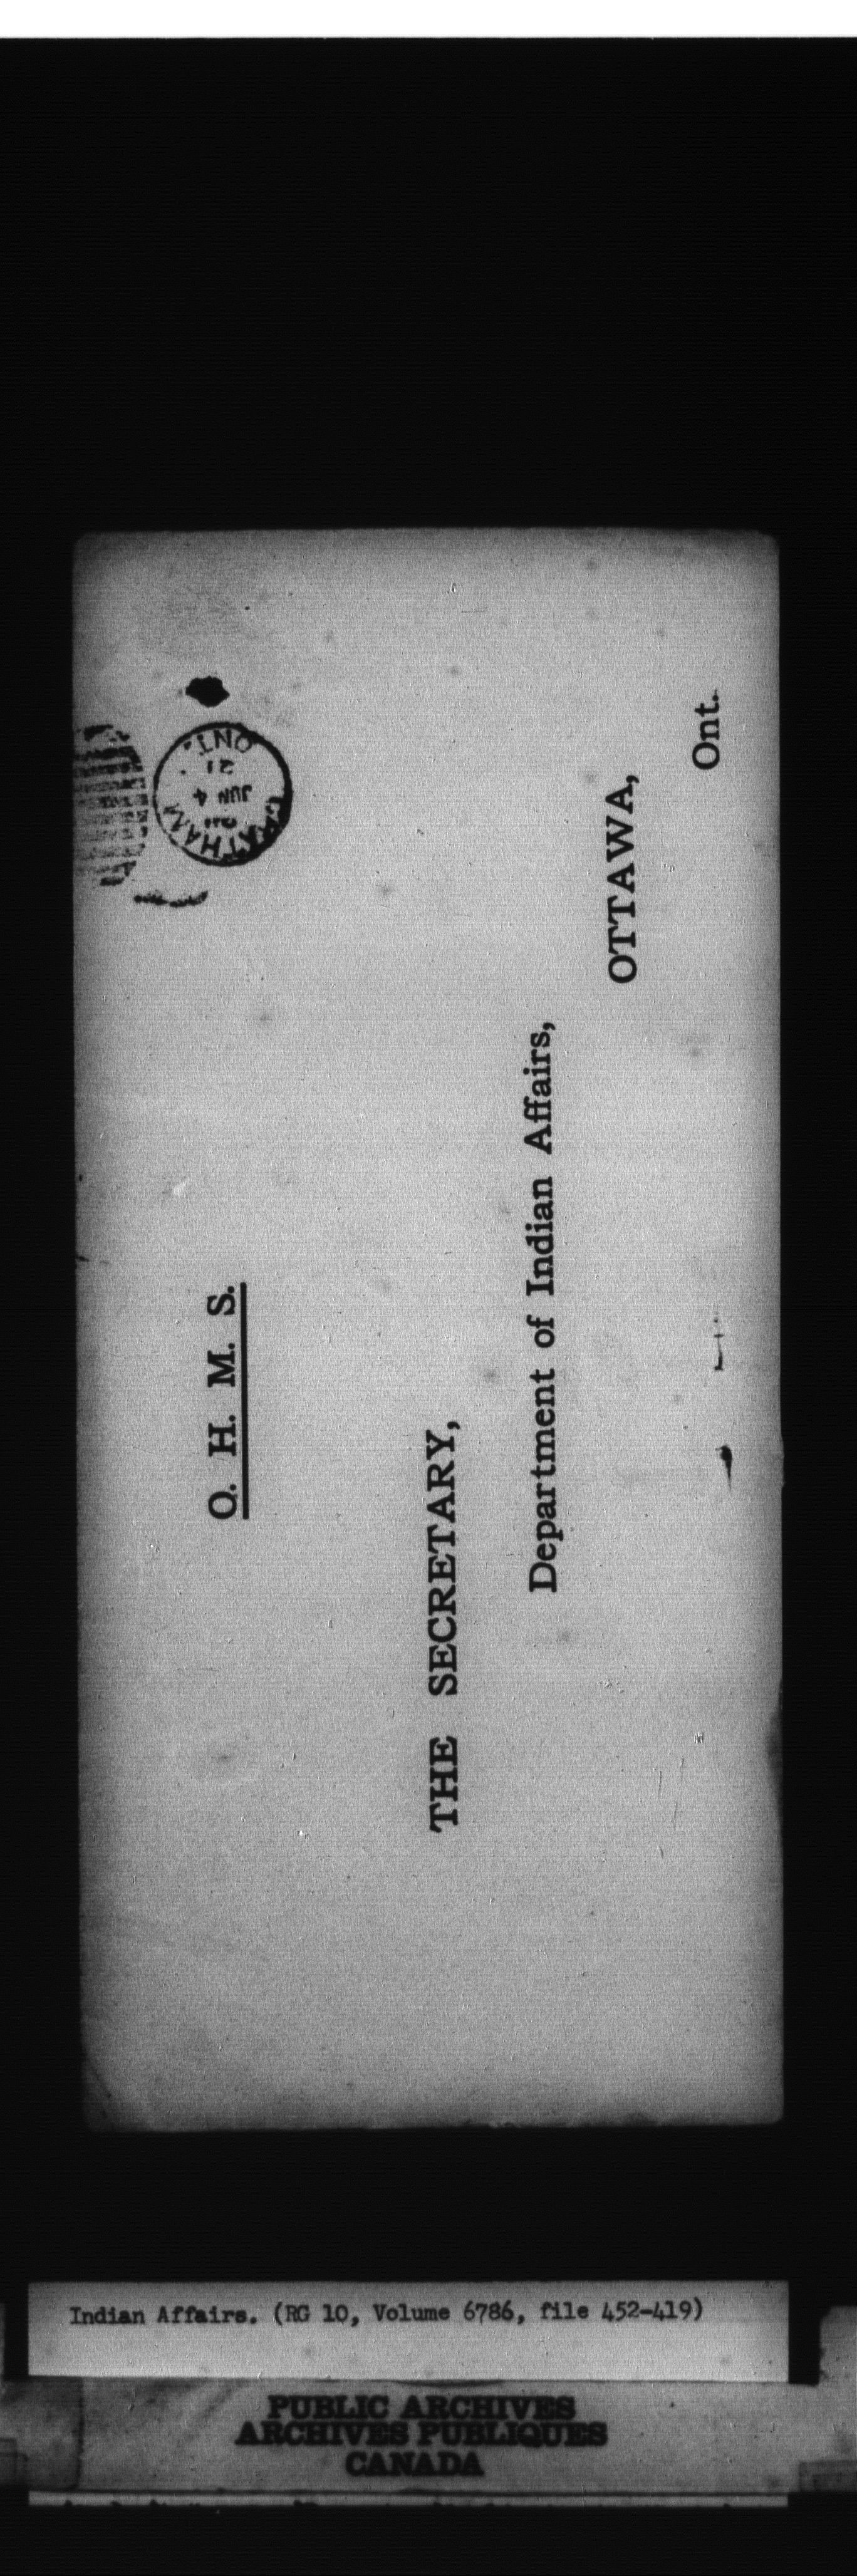 O. H. M. S.
CHATHAM
JUN 4
21
ONT.
THE SECRETARY,
Department of Indian Affairs,
OTTAWA,
Ont.
Indian Affairs. (RG 10, Volume 6786, file 452-419)
PUBLIC ARCHIVES
ARCHIVES PUBLIQUES
CANADA